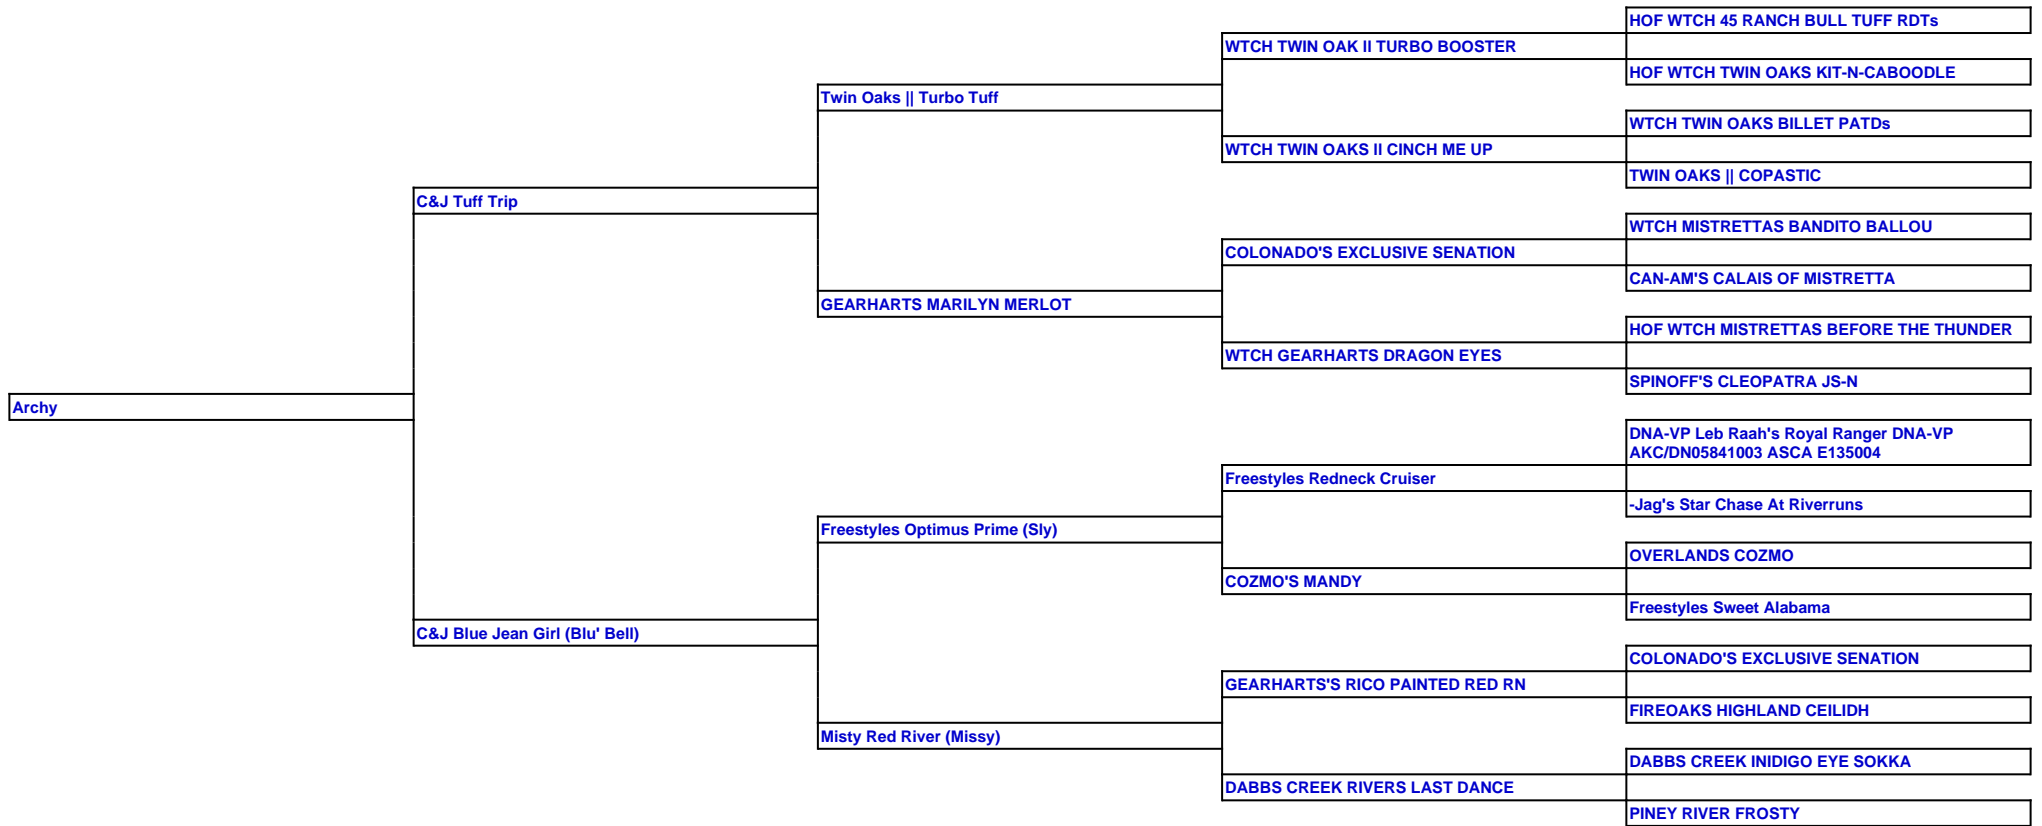 HOF WTCH 45 RANCH BULL TUFF RDTs
WTCH TWIN OAK II TURBO BOOSTER
HOF WTCH TWIN OAKS KIT-N-CABOODLE
Twin Oaks || Turbo Tuff
WTCH TWIN OAKS BILLET PATDs
WTCH TWIN OAKS II CINCH ME UP
TWIN OAKS || COPASTIC
C&J Tuff Trip
WTCH MISTRETTAS BANDITO BALLOU
COLONADO'S EXCLUSIVE SENATION
CAN-AM'S CALAIS OF MISTRETTA
GEARHARTS MARILYN MERLOT
HOF WTCH MISTRETTAS BEFORE THE THUNDER
WTCH GEARHARTS DRAGON EYES
SPINOFF'S CLEOPATRA JS-N
Archy
DNA-VP Leb Raah's Royal Ranger DNA-VP
AKC/DN05841003 ASCA E135004
Freestyles Redneck Cruiser
-Jag's Star Chase At Riverruns
Freestyles Optimus Prime (Sly)
OVERLANDS COZMO
COZMO'S MANDY
Freestyles Sweet Alabama
C&J Blue Jean Girl (Blu' Bell)
COLONADO'S EXCLUSIVE SENATION
GEARHARTS'S RICO PAINTED RED RN
FIREOAKS HIGHLAND CEILIDH
Misty Red River (Missy)
DABBS CREEK INIDIGO EYE SOKKA
DABBS CREEK RIVERS LAST DANCE
PINEY RIVER FROSTY